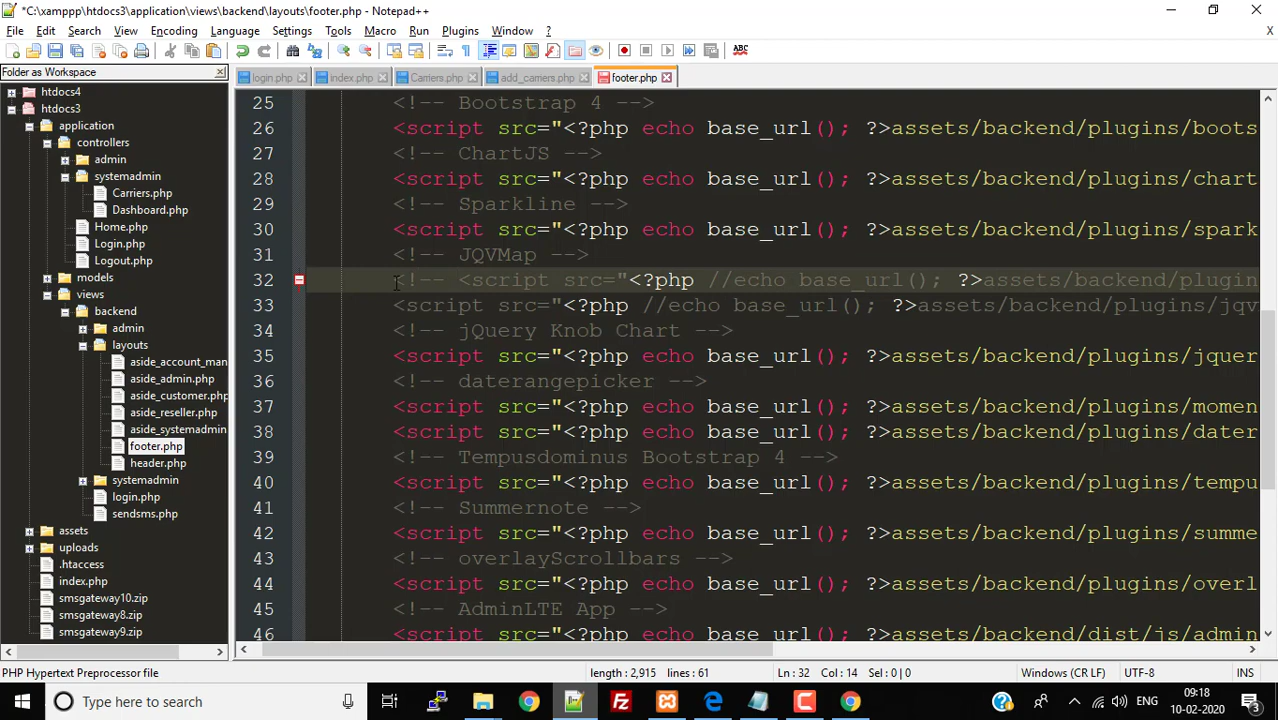 *C:\xamppp\htdocs3\application\views\backend\layouts\footer.php - Notepad++
File Edit Search View Encoding Language Settings Tools Macro Run Plugins Window ? X
Folder as Workspace
login.php index.php Carriers.php add_carriers.php footer.php
htdocs4
htdocs3
application
controllers
admin
systemadmin
Carriers.php
Dashboard.php
Home.php
Login.php
Logout.php
models
views
backend
admin
layouts
aside_account_man
aside_admin.php
aside_customer.php
aside_reseller.php
aside_systemadmin
footer.php
header.php
systemadmin
login.php
sendsms.php
assets
uploads
.htaccess
index.php
smsgateway10.zip
smsgateway8.zip
smsgateway9.zip
25 <!-- Bootstrap 4 -->
26 <script src="<?php echo base_url(); ?>assets/backend/plugins/boots
27 <!-- ChartJS -->
28 <script src="<?php echo base_url(); ?>assets/backend/plugins/chart
29 <!-- Sparkline -->
30 <script src="<?php echo base_url(); ?>assets/backend/plugins/spark
31 <!-- JQVMap -->
32 <!-- <script src="<?php //echo base_url(); ?>assets/backend/plugin
33 <script src="<?php //echo base_url(); ?>assets/backend/plugins/jqv
34 <!-- jQuery Knob Chart -->
35 <script src="<?php echo base_url(); ?>assets/backend/plugins/jquer
36 <!-- daterangepicker -->
37 <script src="<?php echo base_url(); ?>assets/backend/plugins/momen
38 <script src="<?php echo base_url(); ?>assets/backend/plugins/dater
39 <!-- Tempusdominus Bootstrap 4 -->
40 <script src="<?php echo base_url(); ?>assets/backend/plugins/tempu
41 <!-- Summernote -->
42 <script src="<?php echo base_url(); ?>assets/backend/plugins/summe
43 <!-- overlayScrollbars -->
44 <script src="<?php echo base_url(); ?>assets/backend/plugins/overl
45 <!-- AdminLTE App -->
46 <script src="<?php echo base_url(); ?>assets/backend/dist/js/admin
PHP Hypertext Preprocessor file length : 2,915 lines : 61 Ln : 32 Col : 14 Sel : 0 | 0 Windows (CR LF) UTF-8 INS
Type here to search
ENG
09:18
10-02-2020
3